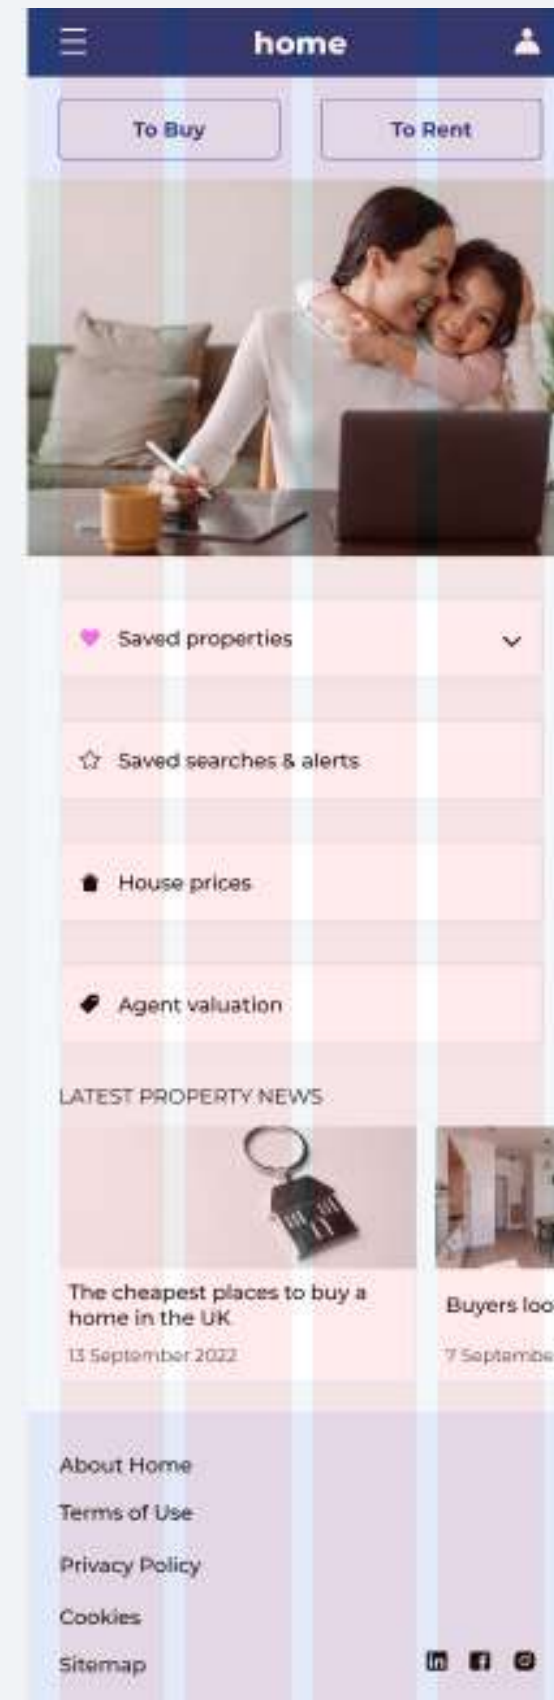 home
To Buy
To Rent
Saved properties
Saved searches & alerts
House prices
Agent valuation
LATEST PROPERTY NEWS
The cheapest places to buy a
home in the UK
13 September 2022
Buyers
7
About Home
Terms of Use
Privacy Policy
Cookies
Sitemap